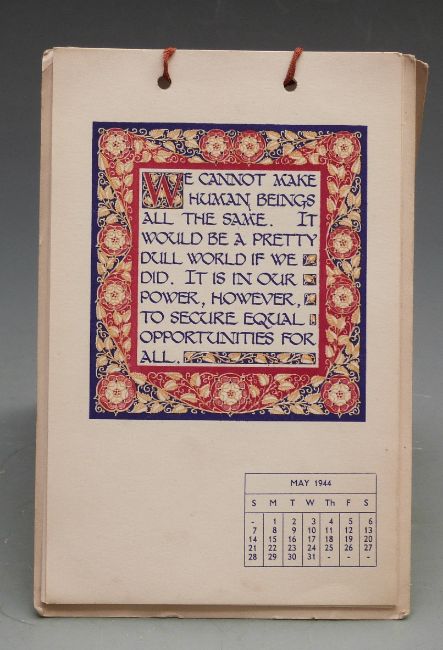 WE CANNOT MAKE
HUMAN BEINGS
ALL THE SAME. IT
WOULD BE A PRETTY
DULL WORLD IF WE
DID. IT IS IN OUR
POWER, HOWEVER,
TO SECURE EQUAL
OPPORTUNITIES FOR
ALL.
MAY 1944
S M T W Th F S
- 1 2 3 4 5 6
7 8 9 10 11 12 13
14 15 16 17 18 19 20
21 22 23 24 25 26 27
28 29 30 31 - - -